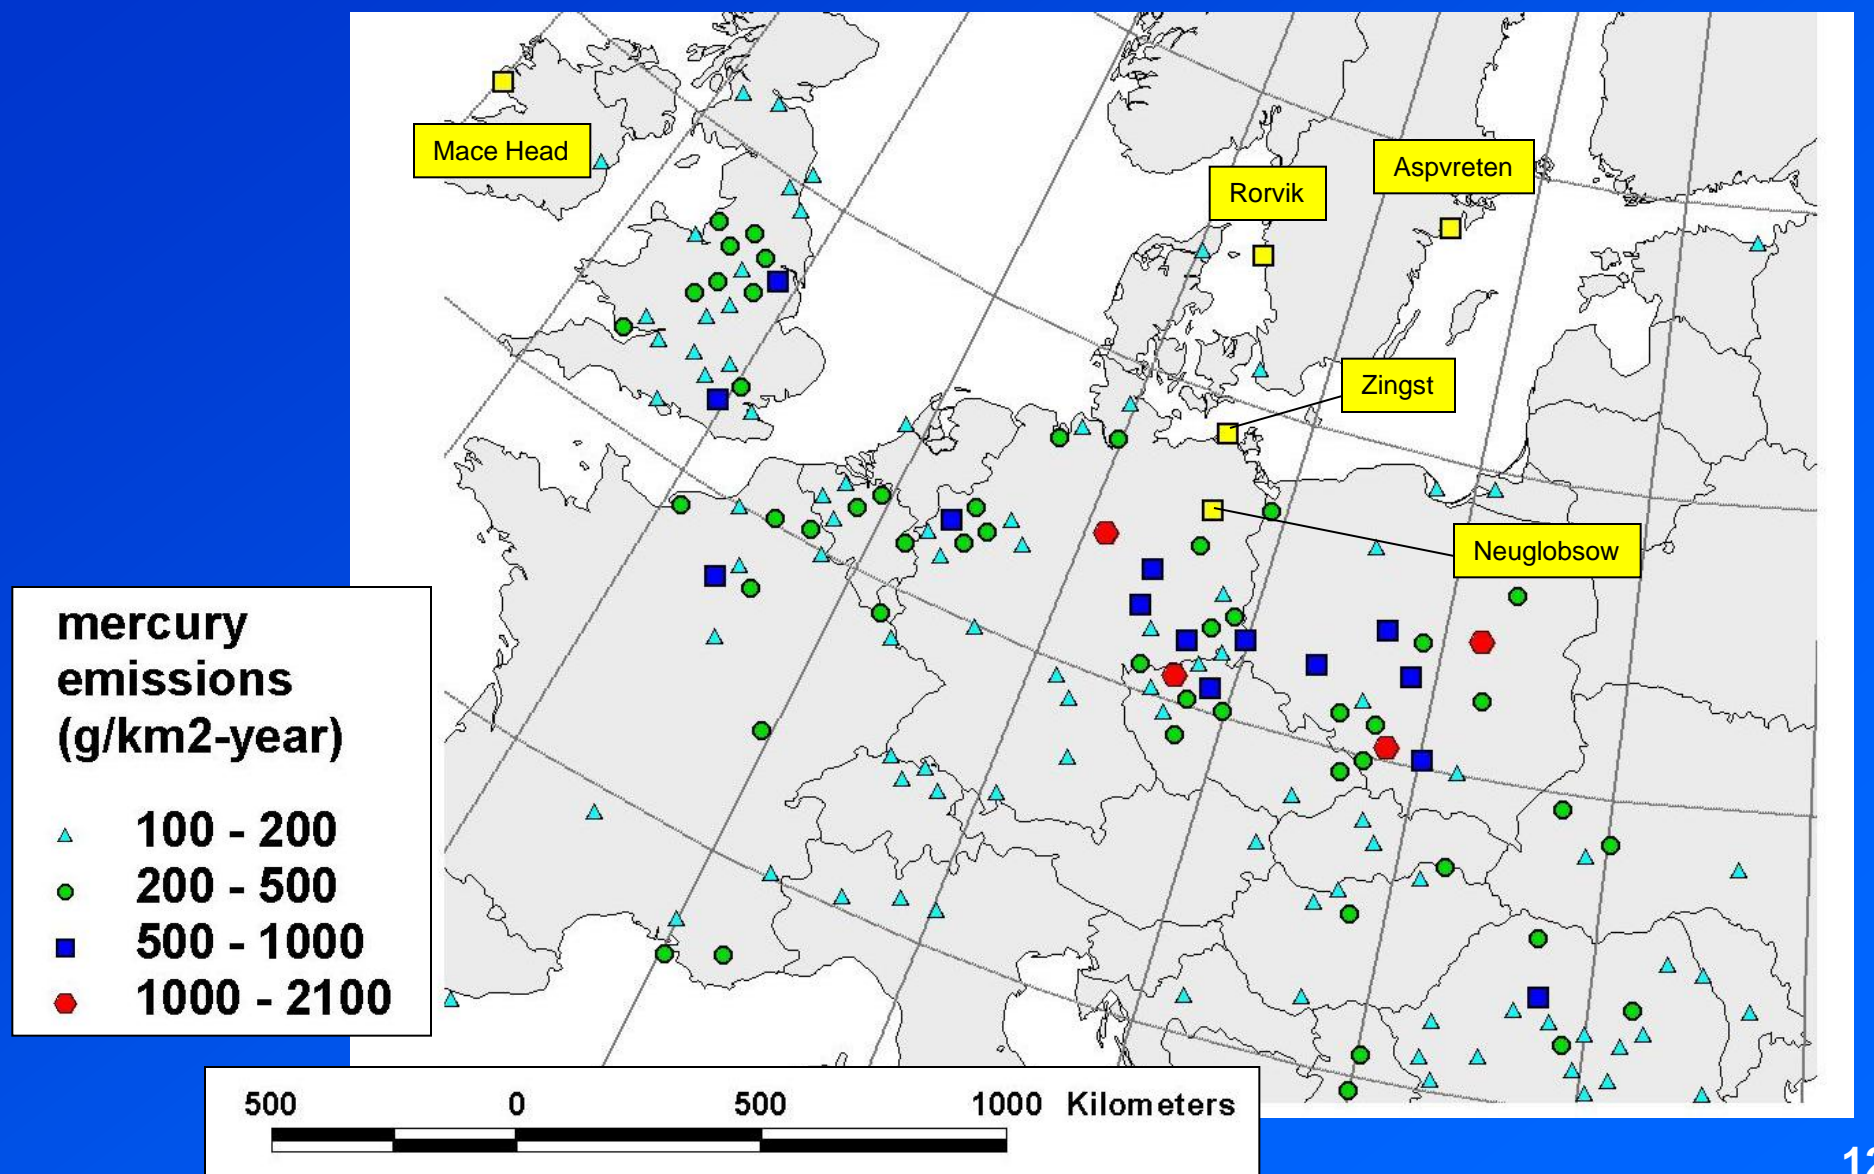 Mace Head
Rorvik
Aspvreten
Zingst
Neuglobsow
mercury
emissions
(g/km2-year)
100 - 200
200 - 500
500 - 1000
1000 - 2100
500 0 500 1000 Kilometers